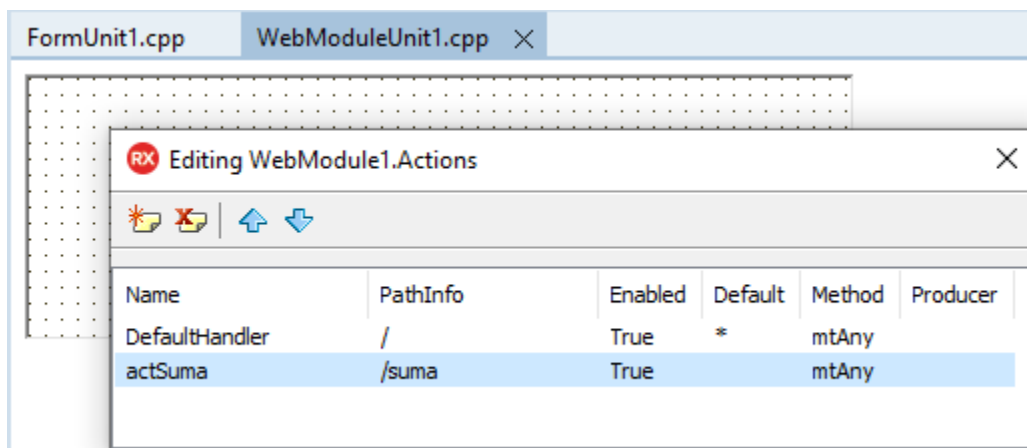 FormUnit1.cpp WebModuleUnit1.cpp
RX Editing WebModule1.Actions
Name PathInfo Enabled Default Method Producer
DefaultHandler / True * mtAny
actSuma /suma True mtAny